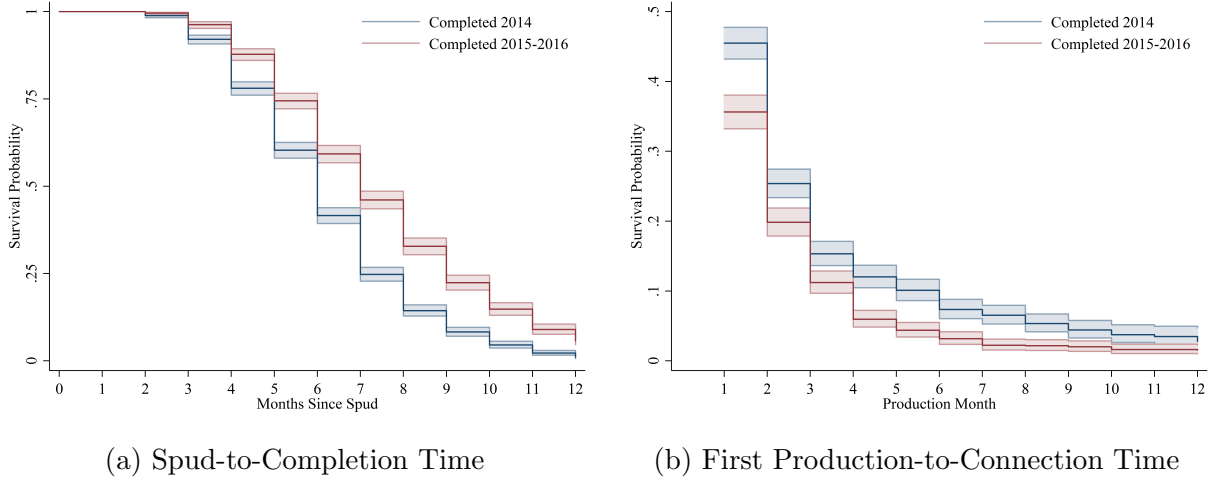 Completed 2014
Completed 2015-2016
Survival Probability
1
.75
.5
.25
0
0 1 2 3 4 5 6 7 8 9 10 11 12
Months Since Spud
(a) Spud-to-Completion Time
Completed 2014
Completed 2015-2016
Survival Probability
.5
.4
.3
.2
.1
0
1 2 3 4 5 6 7 8 9 10 11 12
Production Month
(b) First Production-to-Connection Time